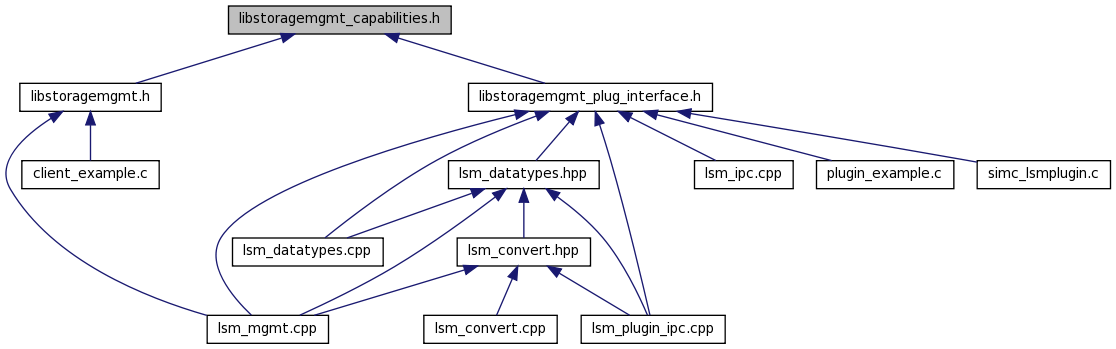 libstoragemgmt_capabilities.h
libstoragemgmt.h
libstoragemgmt_plug_interface.h
client_example.c
lsm_datatypes.hpp
lsm_ipc.cpp
plugin_example.c
simc_lsmplugin.c
lsm_datatypes.cpp
lsm_convert.hpp
lsm_mgmt.cpp
lsm_convert.cpp
lsm_plugin_ipc.cpp